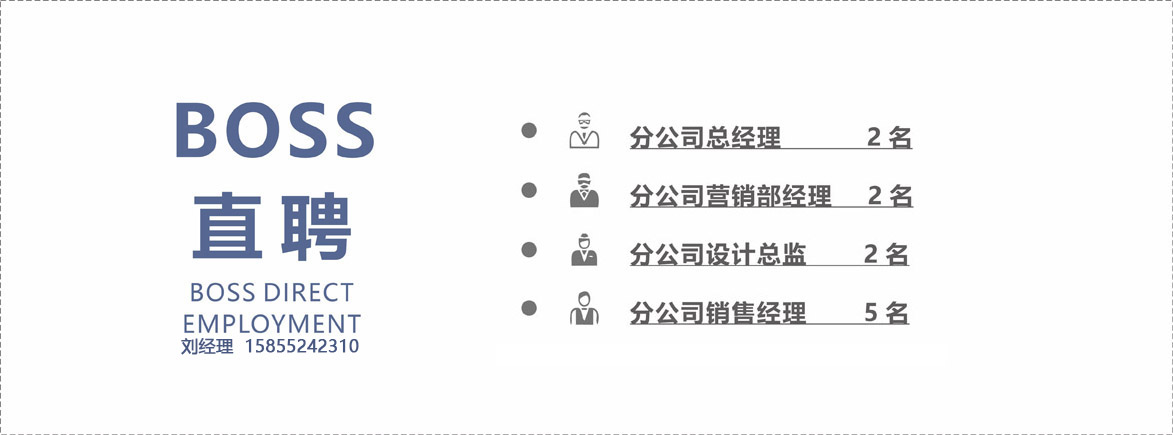 BOSS
直聘
BOSS DIRECT
EMPLOYMENT
刘经理 15855242310
分公司总经理 2 名
分公司营销部经理 2 名
分公司设计总监 2 名
分公司销售经理 5 名